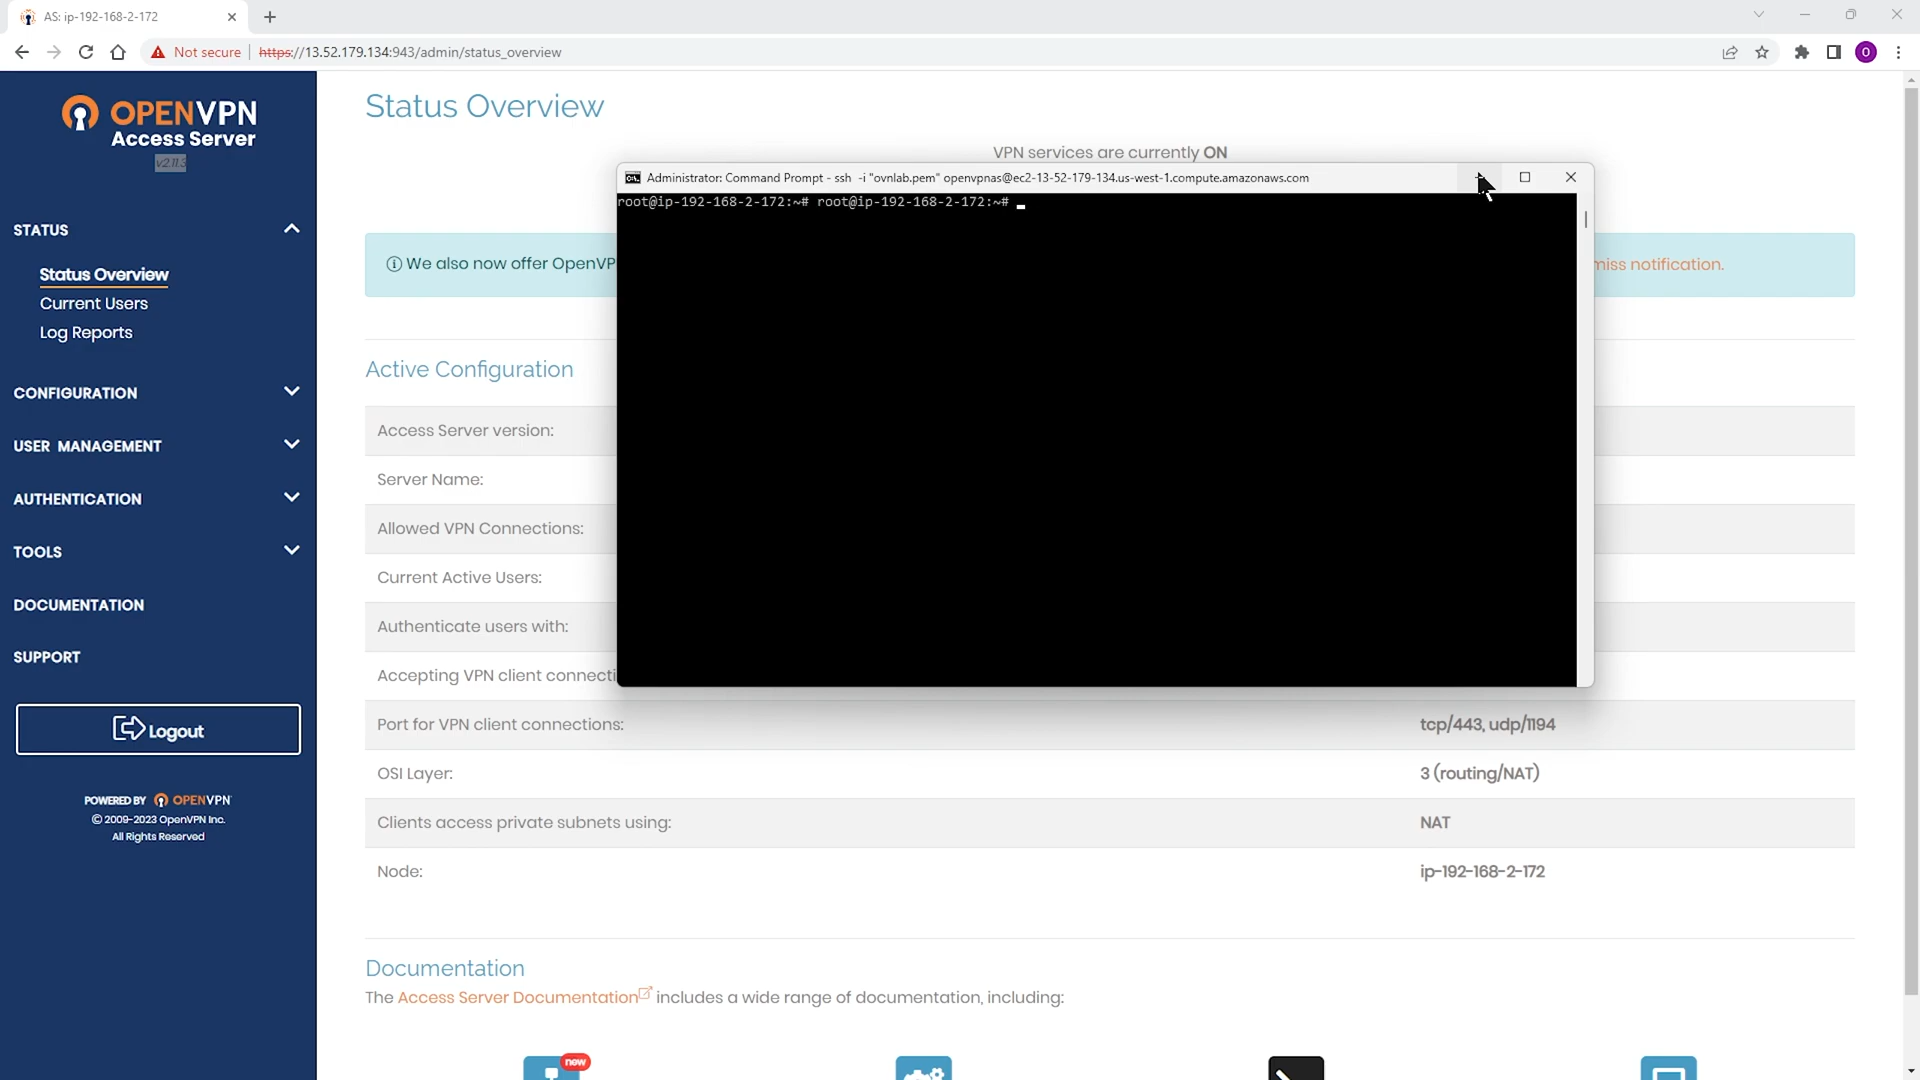 AS: ip-192-168-2-172
Not secure
https://13.52.179.134:943/admin/status_overview
O
OPENVPN
Access Server
v2.11.3
STATUS
Status Overview
Current Users
Log Reports
CONFIGURATION
USER MANAGEMENT
AUTHENTICATION
TOOLS
DOCUMENTATION
SUPPORT
Logout
POWERED BY OPENVPN
© 2009-2023 OpenVPN Inc.
All Rights Reserved
Status Overview
VPN services are currently ON
Administrator: Command Prompt - ssh -i "ovnlab.pem" openvpnas@ec2-13-52-179-134.us-west-1.compute.amazonaws.com
root@ip-192-168-2-172:~# root@ip-192-168-2-172:~#
We also now offer OpenVP
miss notification.
Active Configuration
Access Server version:
Server Name:
Allowed VPN Connections:
Current Active Users:
Authenticate users with:
Accepting VPN client connecti
Port for VPN client connections: tcp/443, udp/1194
OSI Layer: 3 (routing/NAT)
Clients access private subnets using: NAT
Node: ip-192-168-2-172
Documentation
The Access Server Documentation includes a wide range of documentation, including:
new